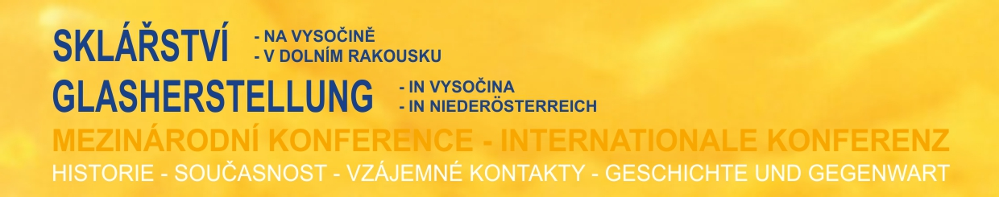 SKLÁŘSTVÍ - NA VYSOČINĚ
- V DOLNÍM RAKOUSKU
GLASHERSTELLUNG - IN VYSOČINA
- IN NIEDERÖSTERREICH
MEZINÁRODNÍ KONFERENCE - INTERNATIONALE KONFERENZ
HISTORIE - SOUČASNOST - VZÁJEMNÉ KONTAKTY - GESCHICHTE UND GEGENWART